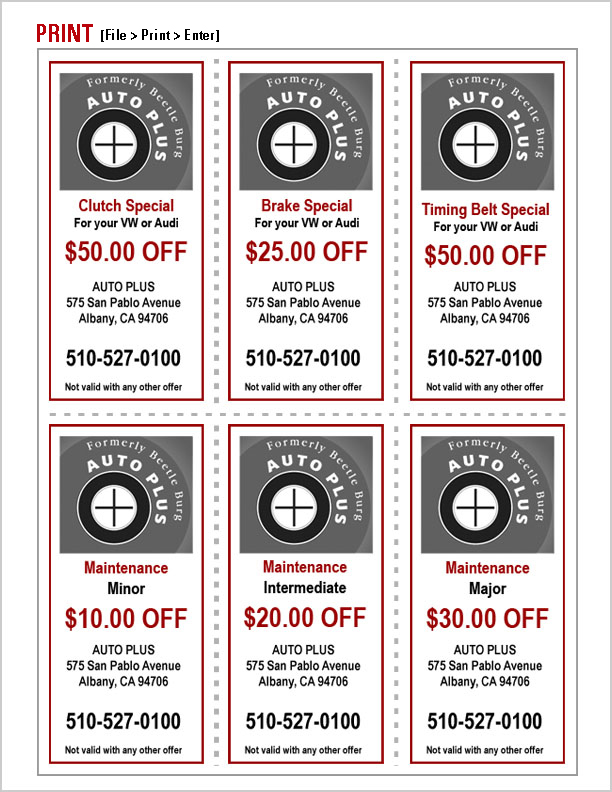 PRINT [File > Print > Enter]
Formerly Beetle Burg
AUTO PLUS
Clutch Special
For your VW or Audi
$50.00 OFF
AUTO PLUS
575 San Pablo Avenue
Albany, CA 94706
510-527-0100
Not valid with any other offer
Formerly Beetle Burg
AUTO PLUS
Brake Special
For your VW or Audi
$25.00 OFF
AUTO PLUS
575 San Pablo Avenue
Albany, CA 94706
510-527-0100
Not valid with any other offer
Formerly Beetle Burg
AUTO PLUS
Timing Belt Special
For your VW or Audi
$50.00 OFF
AUTO PLUS
575 San Pablo Avenue
Albany, CA 94706
510-527-0100
Not valid with any other offer
Formerly Beetle Burg
AUTO PLUS
Maintenance
Minor
$10.00 OFF
AUTO PLUS
575 San Pablo Avenue
Albany, CA 94706
510-527-0100
Not valid with any other offer
Formerly Beetle Burg
AUTO PLUS
Maintenance
Intermediate
$20.00 OFF
AUTO PLUS
575 San Pablo Avenue
Albany, CA 94706
510-527-0100
Not valid with any other offer
Formerly Beetle Burg
AUTO PLUS
Maintenance
Major
$30.00 OFF
AUTO PLUS
575 San Pablo Avenue
Albany, CA 94706
510-527-0100
Not valid with any other offer